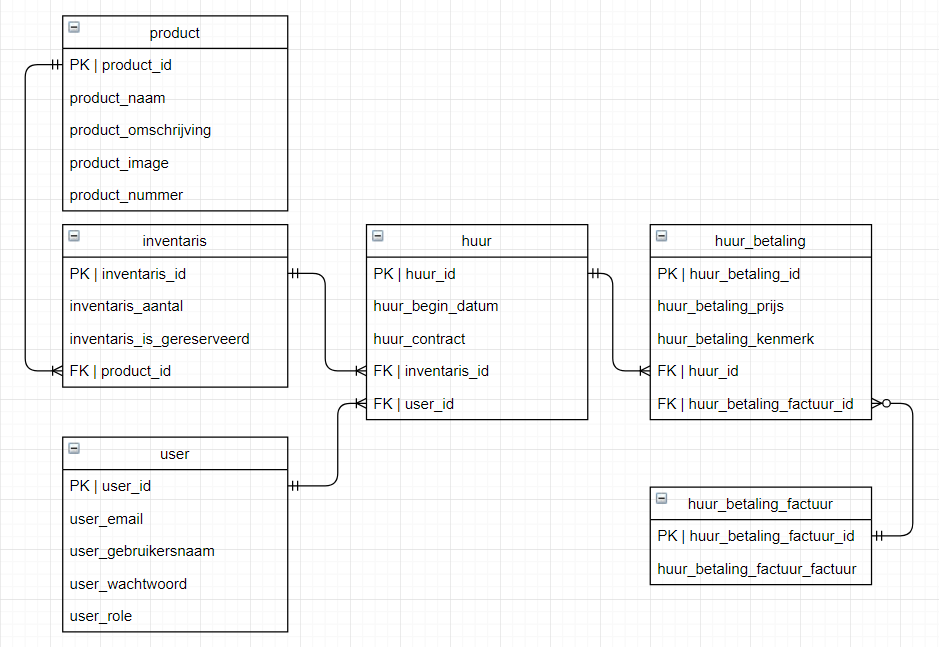 product
PK | product_id
product_naam
product_omschrijving
product_image
product_nummer
inventaris
PK | inventaris_id
inventaris_aantal
inventaris_is_gereserveerd
FK | product_id
huur
PK | huur_id
huur_begin_datum
huur_contract
FK | inventaris_id
FK | user_id
huur_betaling
PK | huur_betaling_id
huur_betaling_prijs
huur_betaling_kenmerk
FK | huur_id
FK | huur_betaling_factuur_id
user
PK | user_id
user_email
user_gebruikersnaam
user_wachtwoord
user_role
huur_betaling_factuur
PK | huur_betaling_factuur_id
huur_betaling_factuur_factuur